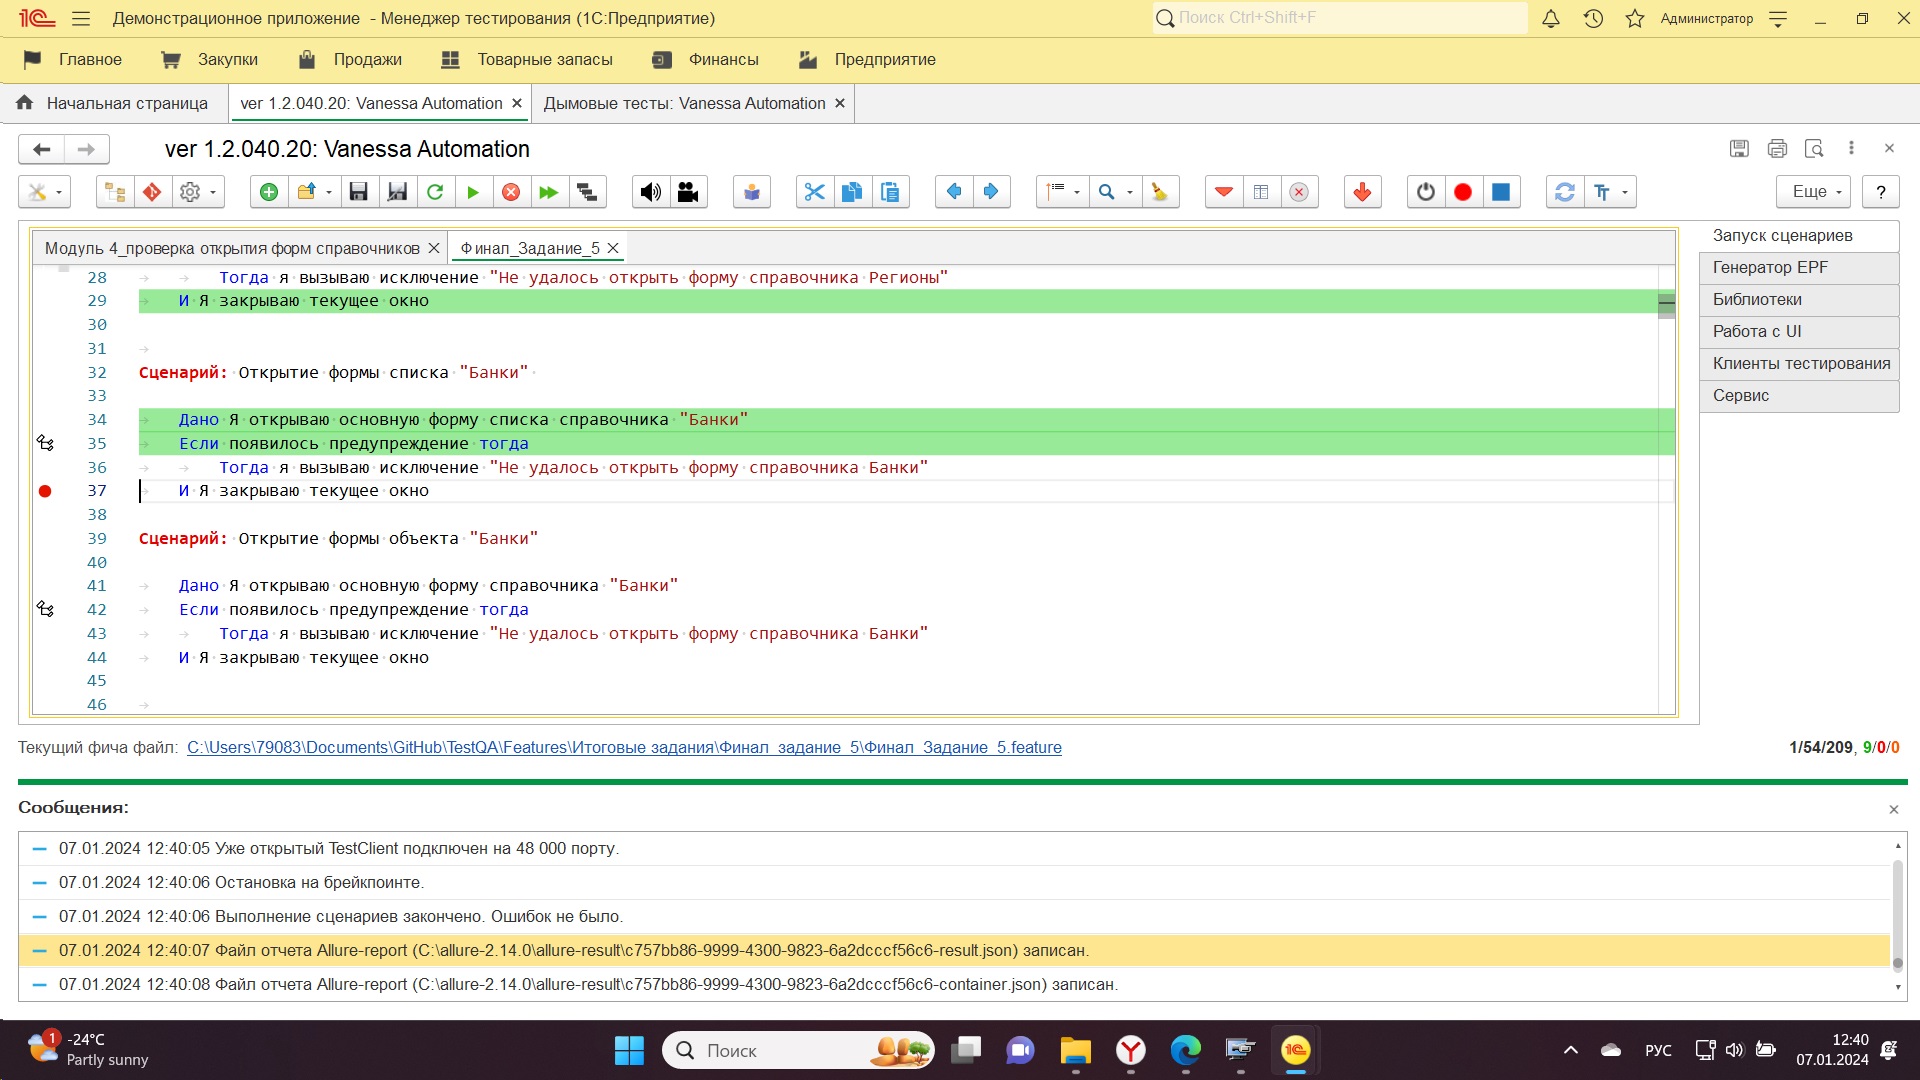 Демонстрационное приложение - Менеджер тестирования (1С:Предприятие)
Поиск Ctrl+Shift+F
Администратор
Главное
Закупки
Продажи
Товарные запасы
Финансы
Предприятие
Начальная страница
ver 1.2.040.20: Vanessa Automation
Дымовые тесты: Vanessa Automation
ver 1.2.040.20: Vanessa Automation
Еще
?
Модуль 4_проверка открытия форм справочников
Финал_Задание_5
28 Тогда я вызываю исключение "Не удалось открыть форму справочника Регионы"
29 И Я закрываю текущее окно
30
31
32 Сценарий: Открытие формы списка "Банки"
33
34 Дано Я открываю основную форму списка справочника "Банки"
35 Если появилось предупреждение тогда
36 Тогда я вызываю исключение "Не удалось открыть форму справочника Банки"
37 И Я закрываю текущее окно
38
39 Сценарий: Открытие формы объекта "Банки"
40
41 Дано Я открываю основную форму справочника "Банки"
42 Если появилось предупреждение тогда
43 Тогда я вызываю исключение "Не удалось открыть форму справочника Банки"
44 И Я закрываю текущее окно
45
46
Запуск сценариев
Генератор EPF
Библиотеки
Работа с UI
Клиенты тестирования
Сервис
Текущий фича файл: C:\Users\79083\Documents\GitHub\TestQA\Features\Итоговые задания\Финал_задание_5\Финал_Задание_5.feature
1/54/209, 9/0/0
Сообщения:
07.01.2024 12:40:05 Уже открытый TestClient подключен на 48 000 порту.
07.01.2024 12:40:06 Остановка на брейкпоинте.
07.01.2024 12:40:06 Выполнение сценариев закончено. Ошибок не было.
07.01.2024 12:40:07 Файл отчета Allure-report (C:\allure-2.14.0\allure-result\c757bb86-9999-4300-9823-6a2dcccf56c6-result.json) записан.
07.01.2024 12:40:08 Файл отчета Allure-report (C:\allure-2.14.0\allure-result\c757bb86-9999-4300-9823-6a2dcccf56c6-container.json) записан.
1
-24°C
Partly sunny
Поиск
РУС
12:40
07.01.2024